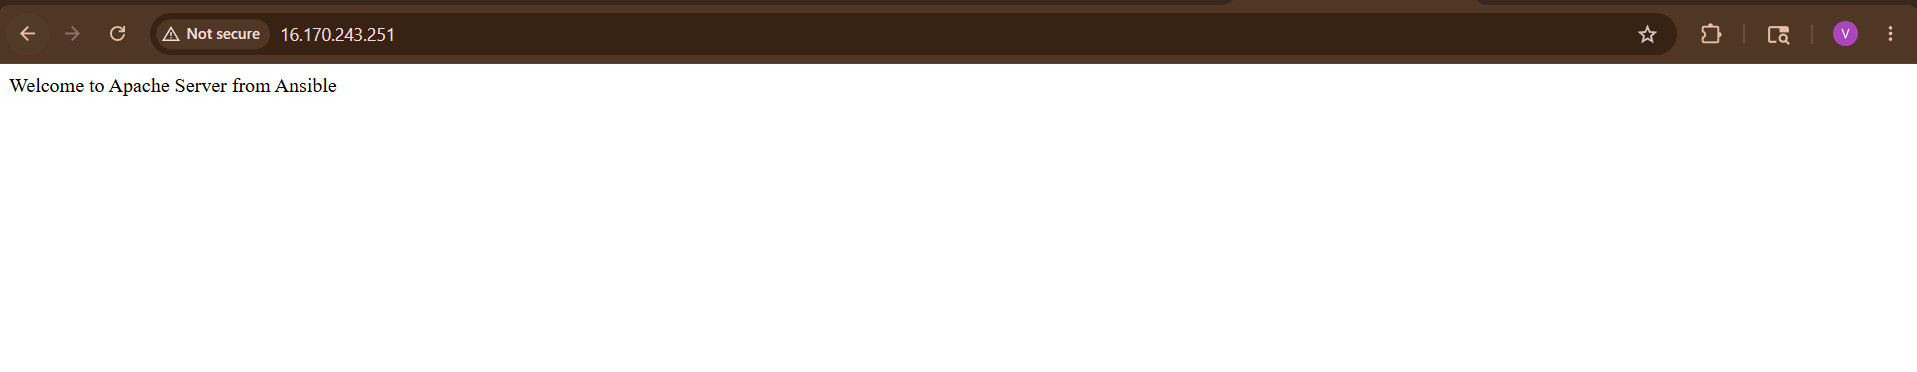 Not secure 16.170.243.251
V
Welcome to Apache Server from Ansible